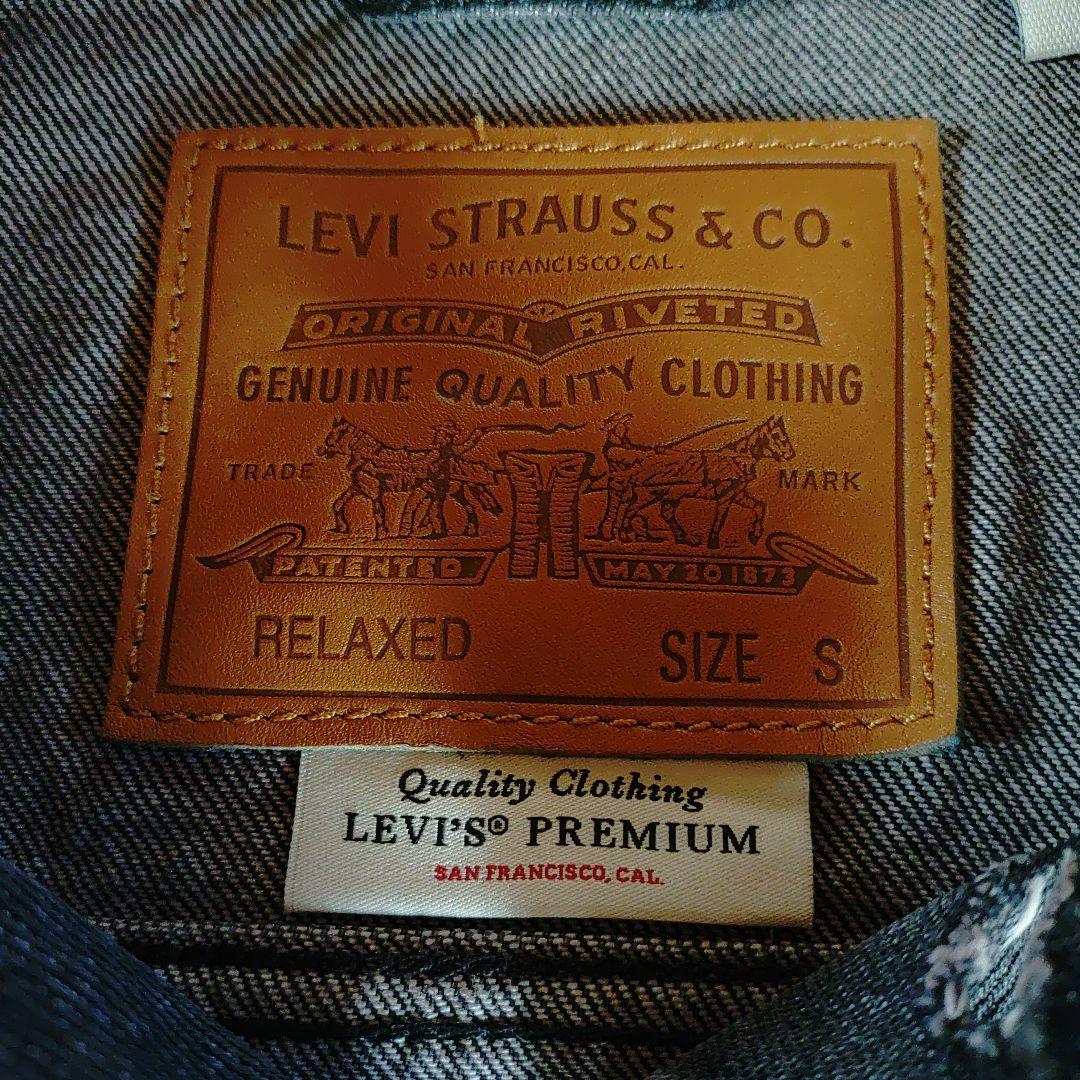 LEVI STRAUSS & CO.
SAN FRANCISCO, CAL.
ORIGINAL RIVETED
GENUINE QUALITY CLOTHING
TRADE MARK
PATENTED MAY 20 1873
RELAXED SIZE S
Quality Clothing
LEVI'S® PREMIUM
SAN FRANCISCO, CAL.